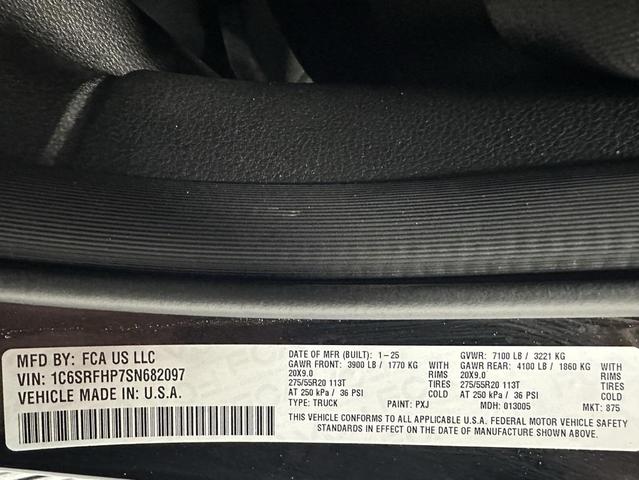 MFD BY: FCA US LLC
VIN: 1C6SRFHP7SN682097
VEHICLE MADE IN: U.S.A.
DATE OF MFR (BUILT): 1-25
GAWR FRONT: 3900 LB / 1770 KG WITH
20X9.0
275/55R20 113T TIRES
AT 250 kPa / 36 PSI COLD
TYPE: TRUCK PAINT: PXJ
GVWR: 7100 LB / 3221 KG
GAWR REAR: 4100 LB / 1860 KG WITH
20X9.0
275/55R20 113T TIRES
AT 250 kPa / 36 PSI COLD
MDH: 013005 MKT: 875
THIS VEHICLE CONFORMS TO ALL APPLICABLE U.S.A. FEDERAL MOTOR VEHICLE SAFETY
STANDARDS IN EFFECT ON THE DATE OF MANUFACTURE SHOWN ABOVE.